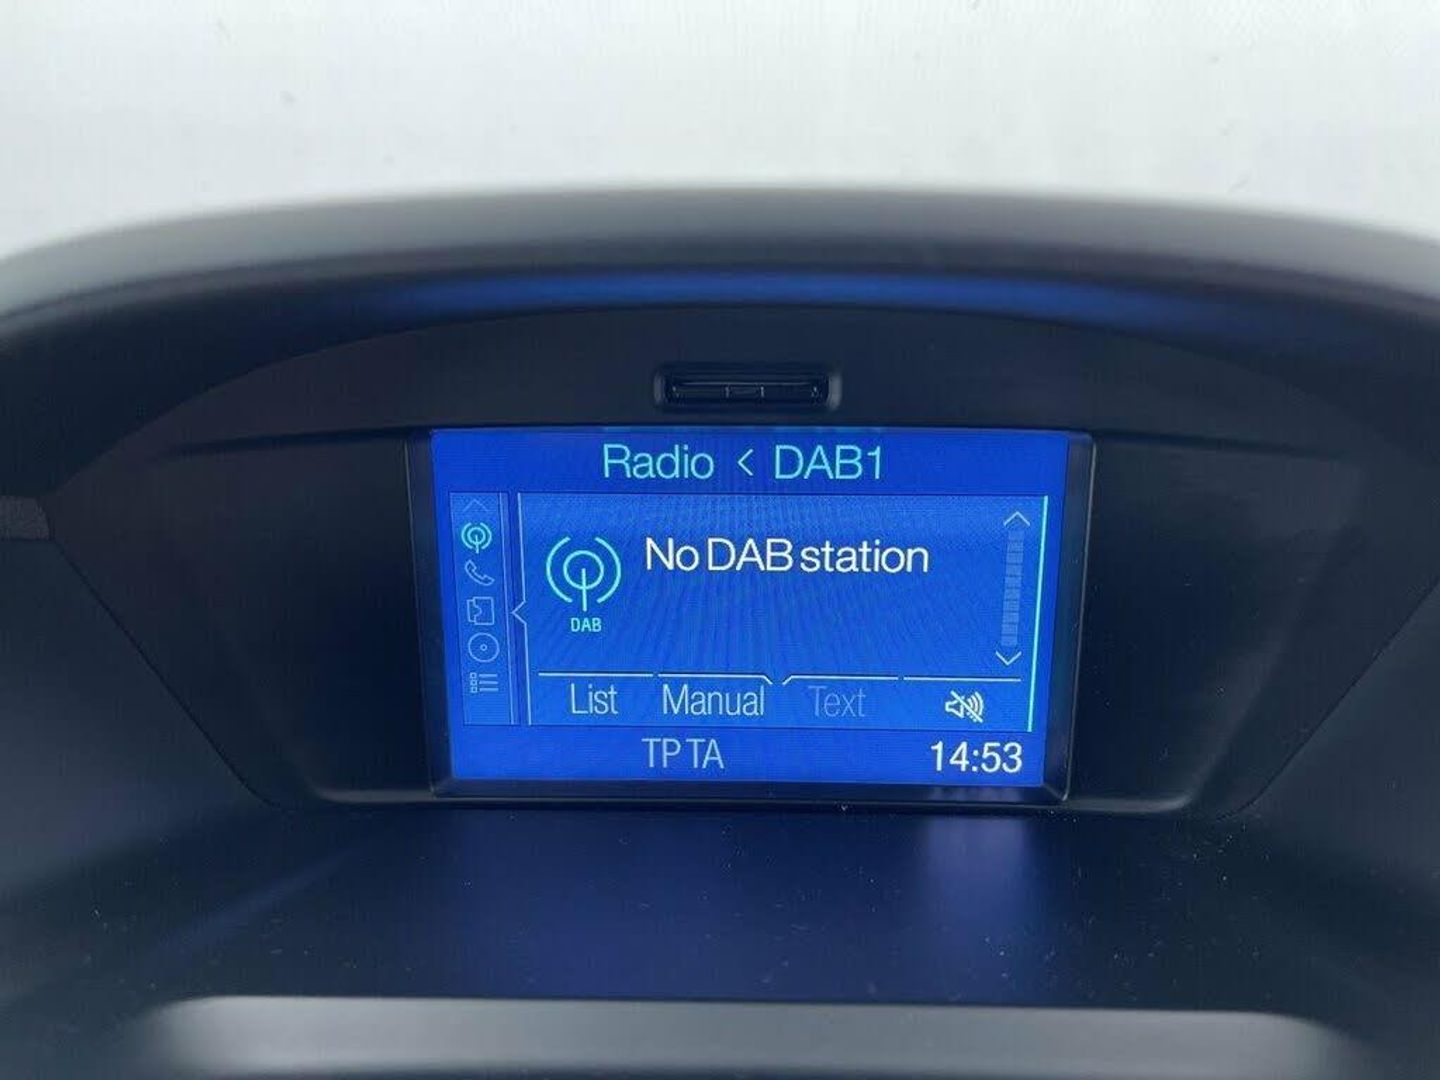 Radio < DAB1
No DAB station
DAB
List Manual Text
TP TA 14:53